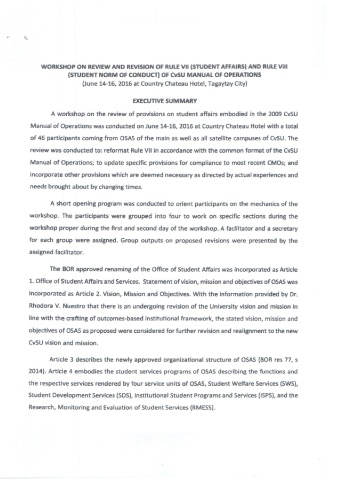 WORKSHOP ON REVIEW AND REVISION OF RULE VII (STUDENT AFFAIRS) AND RULE VIII
(STUDENT NORM OF CONDUCT) OF CvSU MANUAL OF OPERATIONS
(June 14-16, 2016 at Country Chateau Hotel, Tagaytay City)
EXECUTIVE SUMMARY
A workshop on the review of provisions on student affairs embodied in the 2009 CvSU
Manual of Operations was conducted on June 14-16, 2016 at Country Chateau Hotel with a total
of 46 participants coming from OSAS of the main as well as all satellite campuses of CvSU. The
review was conducted to: reformat Rule VII in accordance with the common format of the CvSU
Manual of Operations; to update specific provisions for compliance to most recent CMOs; and
incorporate other provisions which are deemed necessary as directed by actual experiences and
needs brought about by changing times.
A short opening program was conducted to orient participants on the mechanics of the
workshop. The participants were grouped into four to work on specific sections during the
workshop proper during the first and second day of the workshop. A facilitator and a secretary
for each group were assigned. Group outputs on proposed revisions were presented by the
assigned facilitator.
The BOR approved renaming of the Office of Student Affairs was incorporated as Article
1. Office of Student Affairs and Services. Statement of vision, mission and objectives of OSAS was
incorporated as Article 2. Vision, Mission and Objectives. With the information provided by Dr.
Rhodora V. Nuestro that there is an undergoing revision of the University vision and mission in
line with the crafting of outcomes-based institutional framework, the stated vision, mission and
objectives of OSAS as proposed were considered for further revision and realignment to the new
CvSU vision and mission.
Article 3 describes the newly approved organizational structure of OSAS (BOR res 77, s
2014). Article 4 embodies the student services programs of OSAS describing the functions and
the respective services rendered by four service units of OSAS, Student Welfare Services (SWS),
Student Development Services (SDS), Institutional Student Programs and Services (ISPS), and the
Research, Monitoring and Evaluation of Student Services (RMESS).